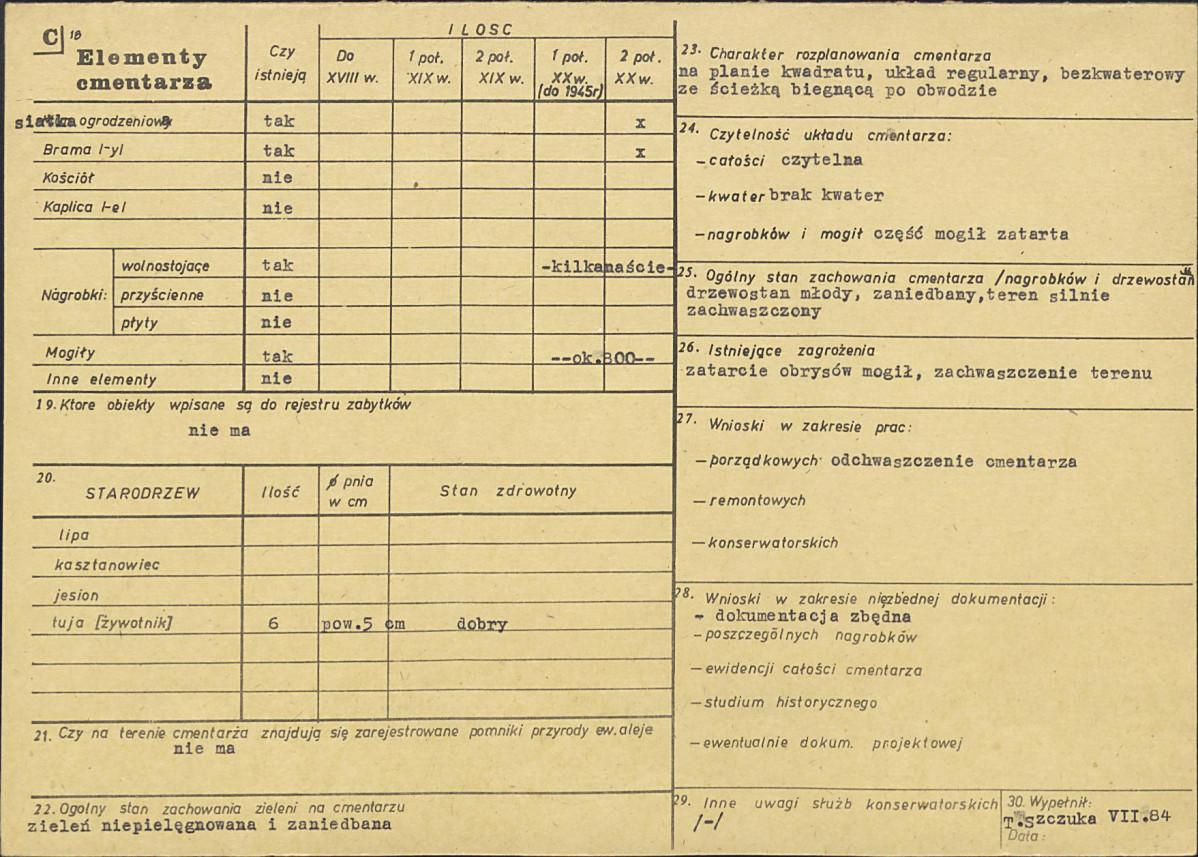 C 18
Elementy
cmentarza
Czy
istnieją
ILOSC
Do
XVIII w.
1 poł.
XIX w.
2 poł.
XIX w.
1 poł.
XX w.
(do 1945r)
2 poł.
XX w.
siatka ogrodzeniowa tak x
Brama l-yl tak x
Kościół nie
Kaplica l-el nie
Nagrobki:
wolnostojące tak -kilkanaście-
przyścienne nie
płyty nie
Mogiły tak --ok.300--
Inne elementy nie
19. Ktore obiekty wpisane są do rejestru zabytków
nie ma
20.
STARODRZEW Ilość ø pnia
w cm
Stan zdrowotny
lipa
kasztanowiec
jesion
tuja [żywotnik] 6 pow.5 cm dobry
21. Czy na terenie cmentarża znajdują się zarejestrowane pomniki przyrody ew. aleje
nie ma
22. Ogolny stan zachowania zieleni na cmentarzu
zieleń niepielęgnowana i zaniedbana
23. Charakter rozplanowania cmentarza
na planie kwadratu, układ regularny, bezkwaterowy
ze ścieżką biegnącą po obwodzie
24. Czytelność układu cmentarza:
-całości czytelna
-kwater brak kwater
-nagrobków i mogił część mogił zatarta
25. Ogólny stan zachowania cmentarza /nagrobków i drzewostan
drzewostan młody, zaniedbany,teren silnie
zachwaszczony
26. Istniejące zagrożenia
zatarcie obrysów mogił, zachwaszczenie terenu
27. Wnioski w zakresie prac:
-porządkowych odchwaszczenie cmentarza
-remontowych
-konserwatorskich
28. Wnioski w zakresie niezbędnej dokumentacji:
- dokumentacja zbędna
-poszczególnych nagrobków
-ewidencji całości cmentarza
-studium historycznego
-ewentualnie dokum. projektowej
29. Inne uwagi służb konserwatorskich
/-/
30. Wypełnił:
T.Szczuka VII.84
Data: